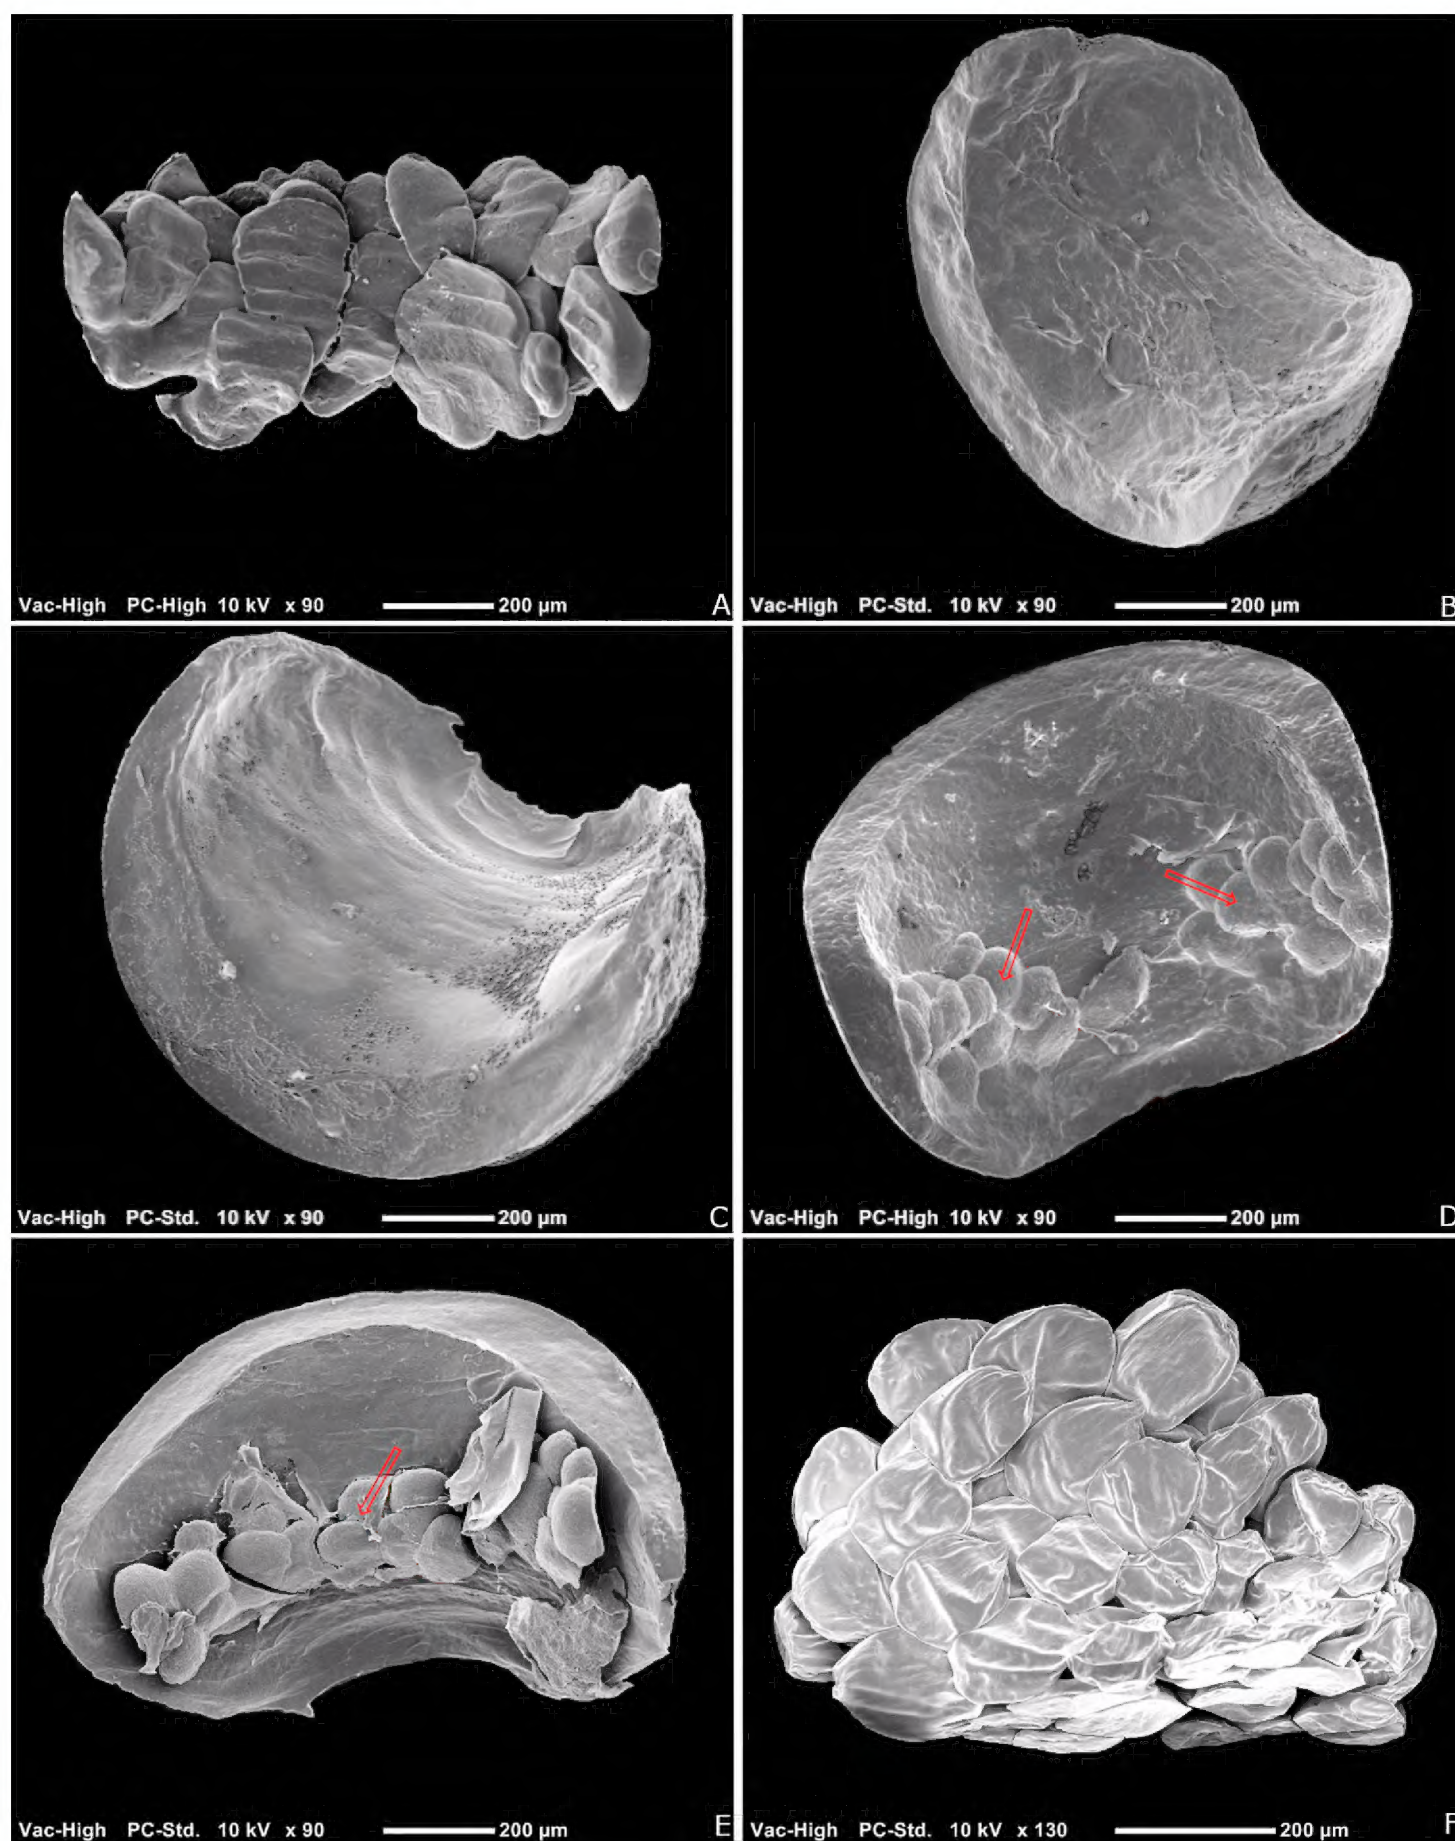 Vac-High PC-High 10 kV x 90 200 µm A
Vac-High PC-Std. 10 kV x 90 200 µm B
Vac-High PC-Std. 10 kV x 90 200 µm C
Vac-High PC-High 10 kV x 90 200 µm D
Vac-High PC-Std. 10 kV x 90 200 µm E
Vac-High PC-Std. 10 kV x 130 200 µm F